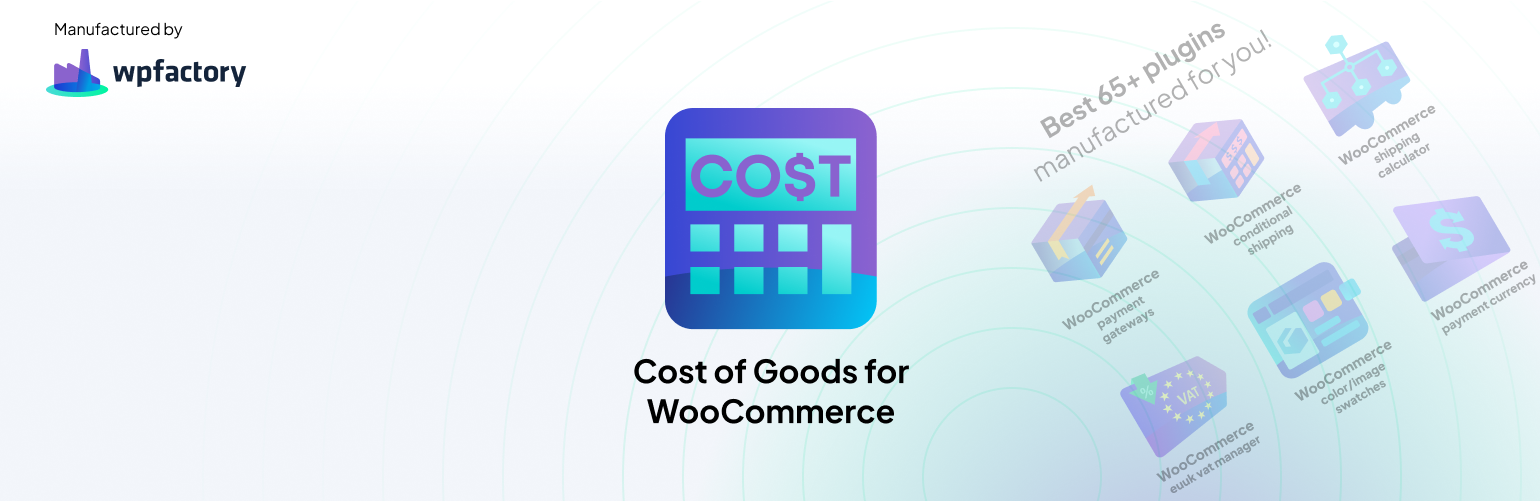 Manufactured by
wpfactory
CO$T
Cost of Goods for
WooCommerce
Best 65+ plugins
manufactured for you!
WooCommerce
shipping
calculator
$ $ $
WooCommerce
conditional
shipping
WooCommerce
payment
gateways
$
WooCommerce
payment currency
WooCommerce
color/image
swatches
%
VAT
WooCommerce
euuk vat manager